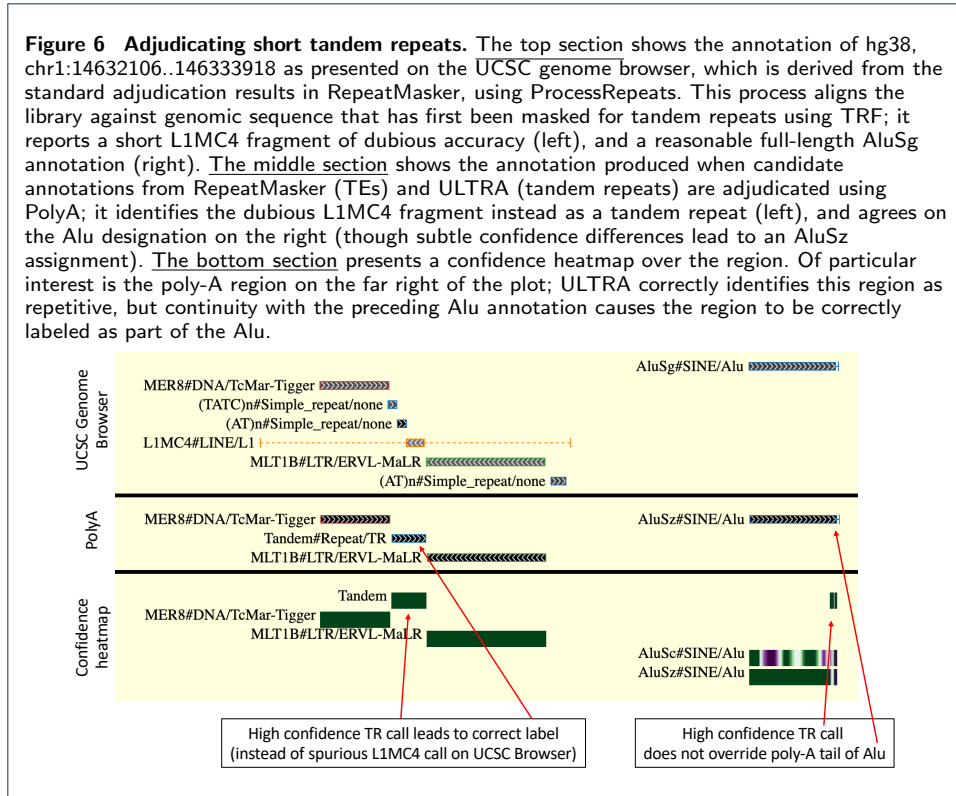 Figure 6 Adjudicating short tandem repeats. The top section shows the annotation of hg38,
chr1:14632106..146333918 as presented on the UCSC genome browser, which is derived from the
standard adjudication results in RepeatMasker, using ProcessRepeats. This process aligns the
library against genomic sequence that has first been masked for tandem repeats using TRF; it
reports a short L1MC4 fragment of dubious accuracy (left), and a reasonable full-length AluSg
annotation (right). The middle section shows the annotation produced when candidate
annotations from RepeatMasker (TEs) and ULTRA (tandem repeats) are adjudicated using
PolyA; it identifies the dubious L1MC4 fragment instead as a tandem repeat (left), and agrees on
the Alu designation on the right (though subtle confidence differences lead to an AluSz
assignment). The bottom section presents a confidence heatmap over the region. Of particular
interest is the poly-A region on the far right of the plot; ULTRA correctly identifies this region as
repetitive, but continuity with the preceding Alu annotation causes the region to be correctly
labeled as part of the Alu.
UCSC Genome
Browser
AluSg#SINE/Alu
MER8#DNA/TcMar-Tigger
(TATC)n#Simple_repeat/none
(AT)n#Simple_repeat/none
L1MC4#LINE/L1
MLT1B#LTR/ERVL-MaLR
(AT)n#Simple_repeat/none
PolyA
MER8#DNA/TcMar-Tigger
AluSz#SINE/Alu
Tandem#Repeat/TR
MLT1B#LTR/ERVL-MaLR
Confidence
heatmap
Tandem
MER8#DNA/TcMar-Tigger
MLT1B#LTR/ERVL-MaLR
AluSc#SINE/Alu
AluSz#SINE/Alu
High confidence TR call leads to correct label
(instead of spurious L1MC4 call on UCSC Browser)
High confidence TR call
does not override poly-A tail of Alu